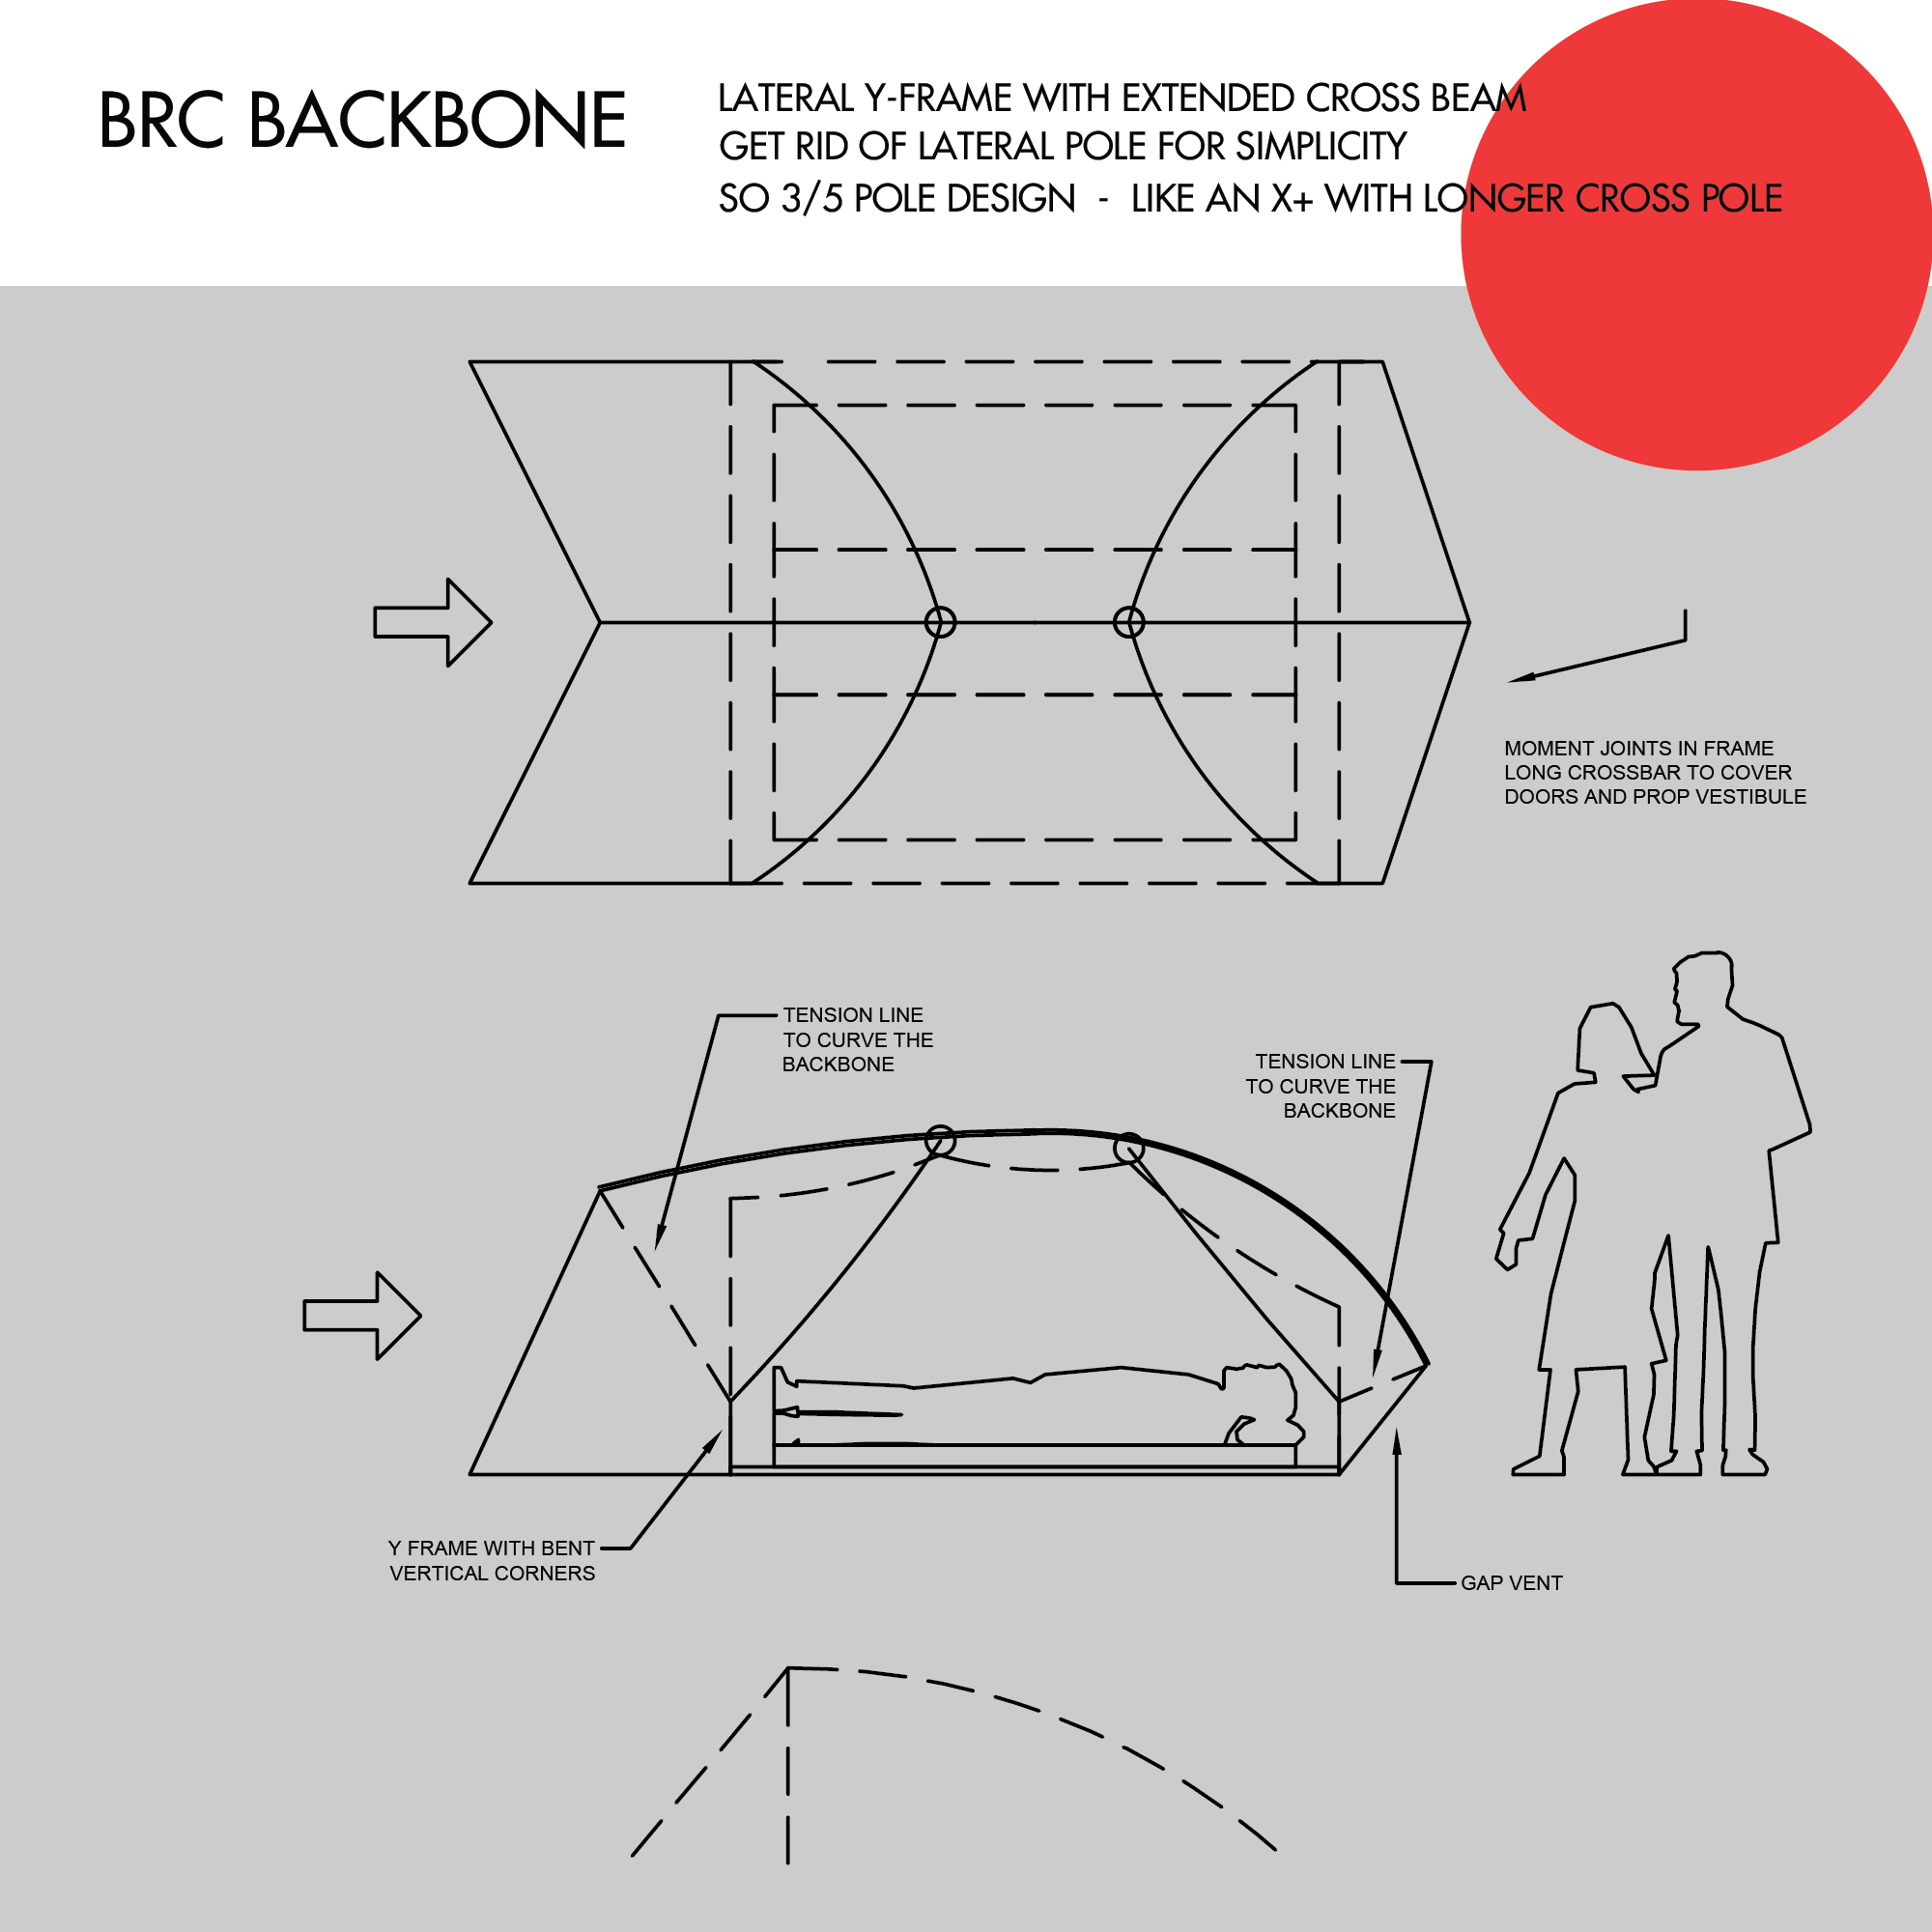 BRC BACKBONE
LATERAL Y-FRAME WITH EXTENDED CROSS BEAM
GET RID OF LATERAL POLE FOR SIMPLICITY
SO 3/5 POLE DESIGN - LIKE AN X+ WITH LONGER CROSS POLE
MOMENT JOINTS IN FRAME
LONG CROSSBAR TO COVER
DOORS AND PROP VESTIBULE
TENSION LINE
TO CURVE THE
BACKBONE
TENSION LINE
TO CURVE THE
BACKBONE
Y FRAME WITH BENT
VERTICAL CORNERS
GAP VENT